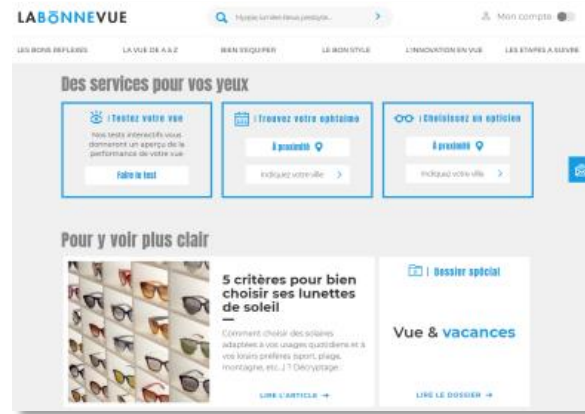 LABŌNNEVUE
Mon compte
LES BONS REFLEXES LA VUE DE A A Z BIEN S'EQUIPER LE BON STYLE L'INNOVATION EN VUE LES ETAPES A SUIVRE
Des services pour vos yeux
Testez votre vue
Nos tests interactifs vous
donneront un aperçu de la
performance de votre vue
Faire le test
Trouvez votre ophtalmo
À proximité
Indiquez votre ville
Choisissez un opticien
À proximité
Indiquez votre ville
Pour y voir plus clair
5 critères pour bien
choisir ses lunettes
de soleil
Comment choisir des solaires
adaptées à vos usages quotidiens et à
vos loisirs préférés (sport, plage,
montagne, etc...) ? Décryptage.
LIRE L'ARTICLE →
Dossier spécial
Vue & vacances
LIRE LE DOSSIER →